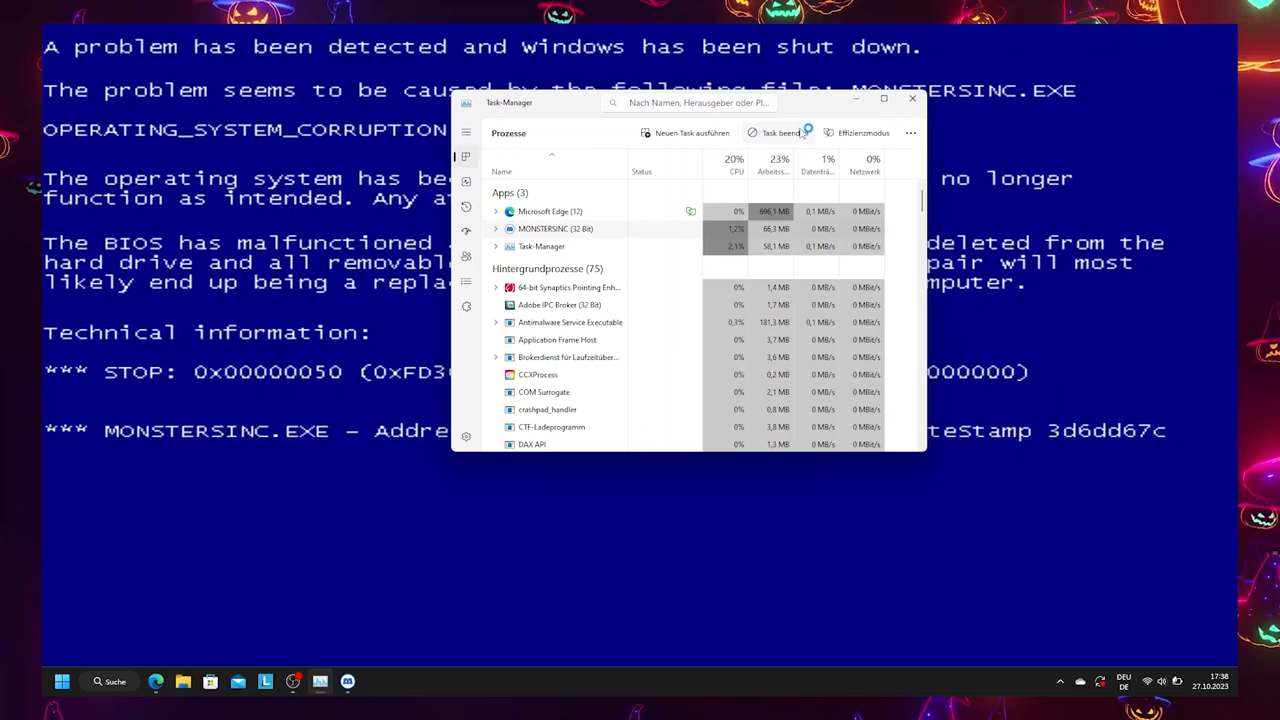 A problem has been detected and Windows has been shut down.
The problem seems to be caused by the following file: MONSTERSINC.EXE
OPERATING_SYSTEM_CORRUPTION
The operating system has no longer
function as intended. Any
The BIOS has malfunctioned deleted from the
hard drive and all will most
likely end up being a
Technical information:
*** STOP: 0x00000050
*** MONSTERSINC.EXE – 3d6dd67c
Task-Manager
Nach Namen, Herausgeber oder PI...
Prozesse
Neuen Task ausführen
Task
Effizienzmodus
20% 23% 1% 0%
Name Status CPU Arbeitss... Datenträ... Netzwerk
Apps (3)
Microsoft Edge (12) 0% 696,1 MB 0,1 MB/s 0 MBit/s
MONSTERSINC (32 Bit) 1,2% 66,3 MB 0 MB/s 0 MBit/s
Task-Manager 2,1% 58,1 MB 0,1 MB/s 0 MBit/s
Hintergrundprozesse (75)
64-bit Synaptics Pointing Enh... 0% 1,4 MB 0 MB/s 0 MBit/s
Adobe IPC Broker (32 Bit) 0% 1,7 MB 0 MB/s 0 MBit/s
Antimalware Service Executable 0,3% 181,3 MB 0,1 MB/s 0 MBit/s
Application Frame Host 0% 3,7 MB 0 MB/s 0 MBit/s
Brokerdienst für Laufzeitüber... 0% 3,6 MB 0 MB/s 0 MBit/s
CCXProcess 0% 0,2 MB 0 MB/s 0 MBit/s
COM Surrogate 0% 2,1 MB 0 MB/s 0 MBit/s
crashpad_handler 0% 0,8 MB 0 MB/s 0 MBit/s
CTF-Ladeprogramm 0% 3,8 MB 0 MB/s 0 MBit/s
DAX API 0% 1,3 MB 0 MB/s 0 MBit/s
Suche
DEU
DE
17:38
27.10.2023